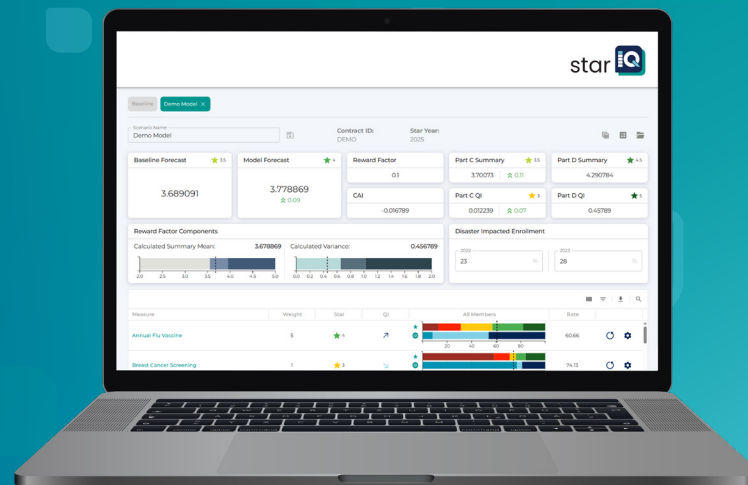 star IQ
Baseline Demo Model ×
Scenario Name
Demo Model
Contract ID:
DEMO
Star Year:
2025
Baseline Forecast 3.5
3.689091
Model Forecast 4
3.778869
0.09
Reward Factor
0.1
CAI
-0.016789
Part C Summary 3.5
3.70073 0.11
Part D Summary 4.5
4.290784
Part C QI 3
0.012239 0.07
Part D QI 3
0.45789
Reward Factor Components
Calculated Summary Mean: 3.678869 Calculated Variance: 0.456789
2.0 2.5 3.0 3.5 4.0 4.5 5.0
0.0 0.2 0.4 0.6 0.8 1.0 1.2 1.4 1.6 1.8 2.0
Disaster Impacted Enrollment
2022
23 %
2023
28 %
Measure Weight Star QI All Members Rate
Annual Flu Vaccine 4 60.66
20 40 60 80
Breast Cancer Screening 1 3 74.12